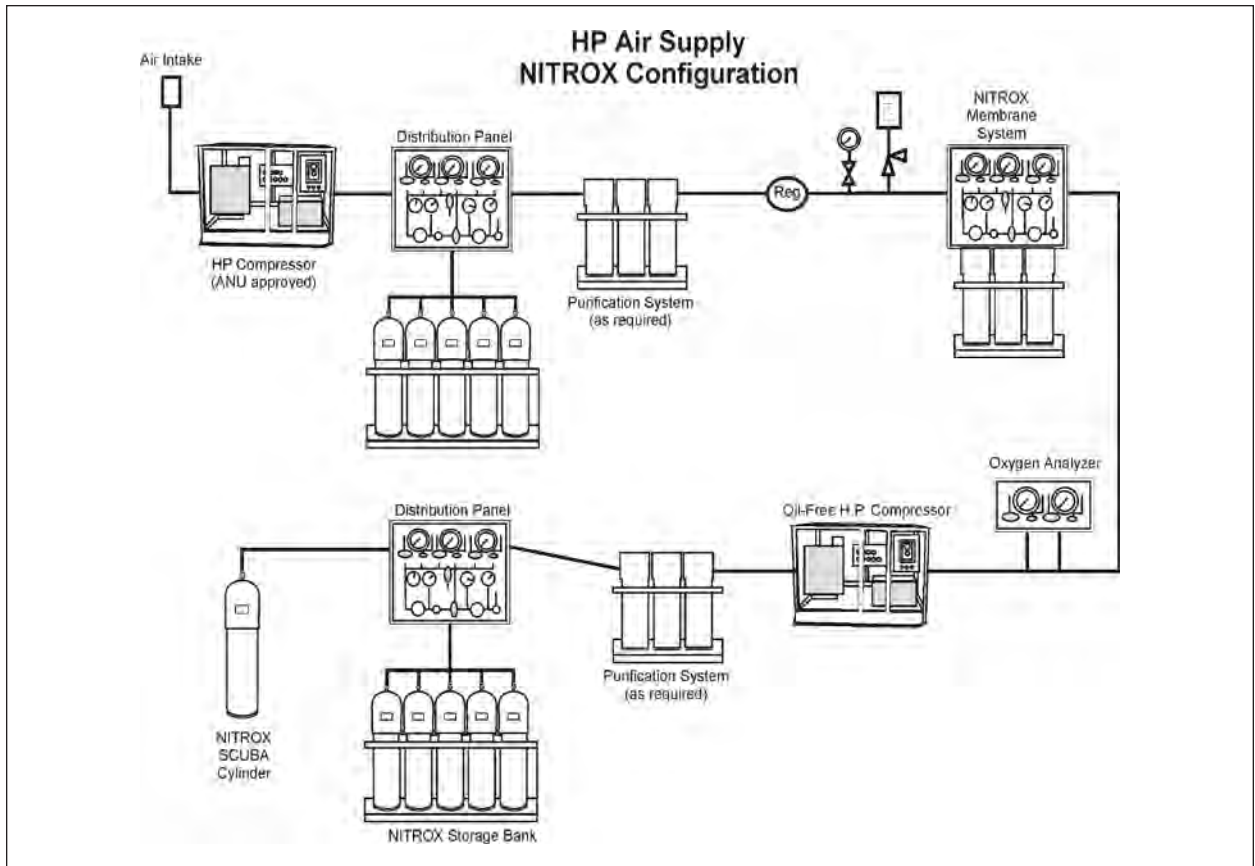 HP Air Supply
NITROX Configuration
Air Intake
HP Compressor
(ANU approved)
Distribution Panel
Purification System
(as required)
Reg
NITROX
Membrane
System
Oxygen Analyzer
Oil-Free H.P. Compressor
Purification System
(as required)
Distribution Panel
NITROX Storage Bank
NITROX
SCUBA
Cylinder